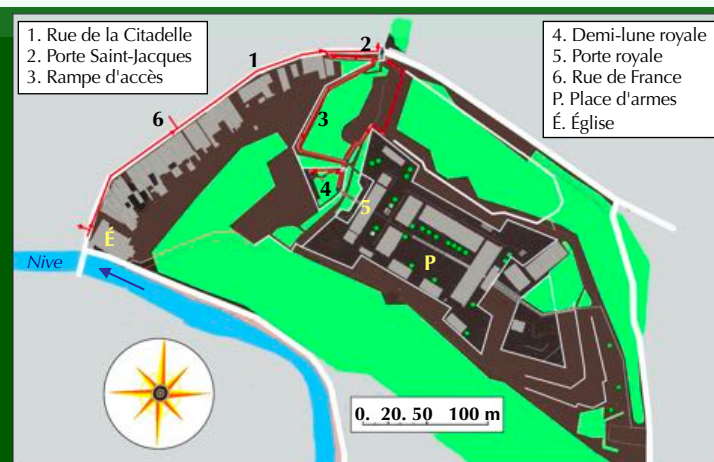 1. Rue de la Citadelle
2. Porte Saint-Jacques
3. Rampe d'accès
4. Demi-lune royale
5. Porte royale
6. Rue de France
P. Place d'armes
É. Église
2
1
6
3
4
5
É
P
Nive
0. 20. 50 100 m